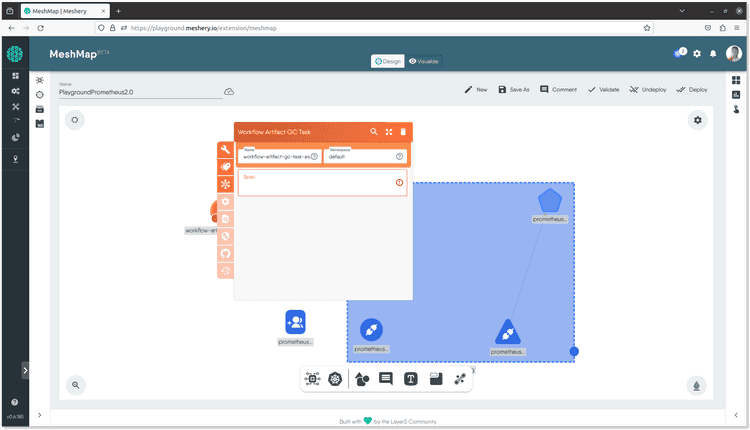 MeshMap | Meshery
https://playground.meshery.io/extension/meshmap
2
MeshMap BETA
Design
Visualize
Name
PlaygroundPrometheus2.0
New
Save As
Comment
Validate
Undeploy
Deploy
Workflow Artifact GC Task
Name
workflow-artifact-gc-task-es
Namespace
default
Spec
prometheus...
workflow-art
prometheus...
prometheus...
prometheus...
v0.6.185
Built with
by the Layer5 Community